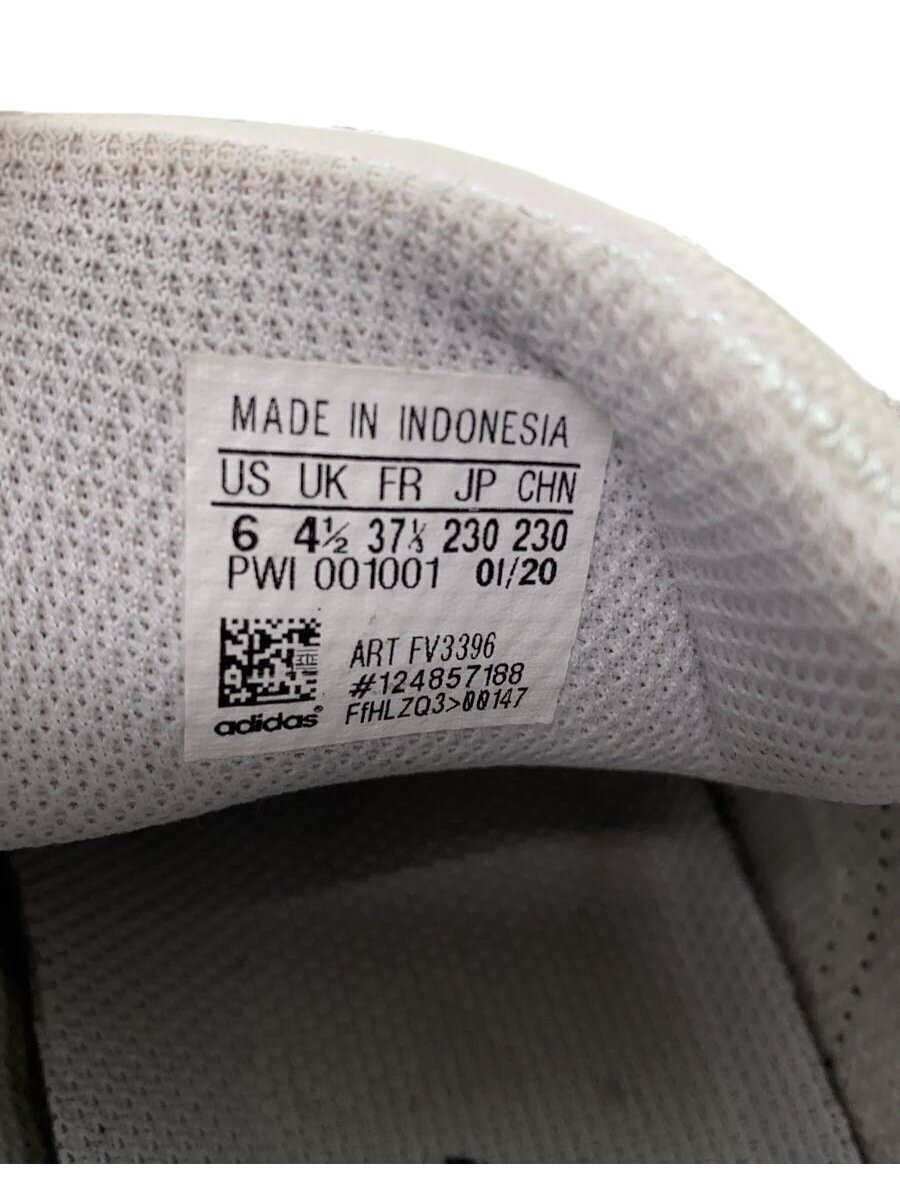 MADE IN INDONESIA
US UK FR JP CHN
6 4½ 37⅓ 230 230
PWI 001001 01/20
ART FV3396
#124857188
FfHLZQ3>00147
adidas®